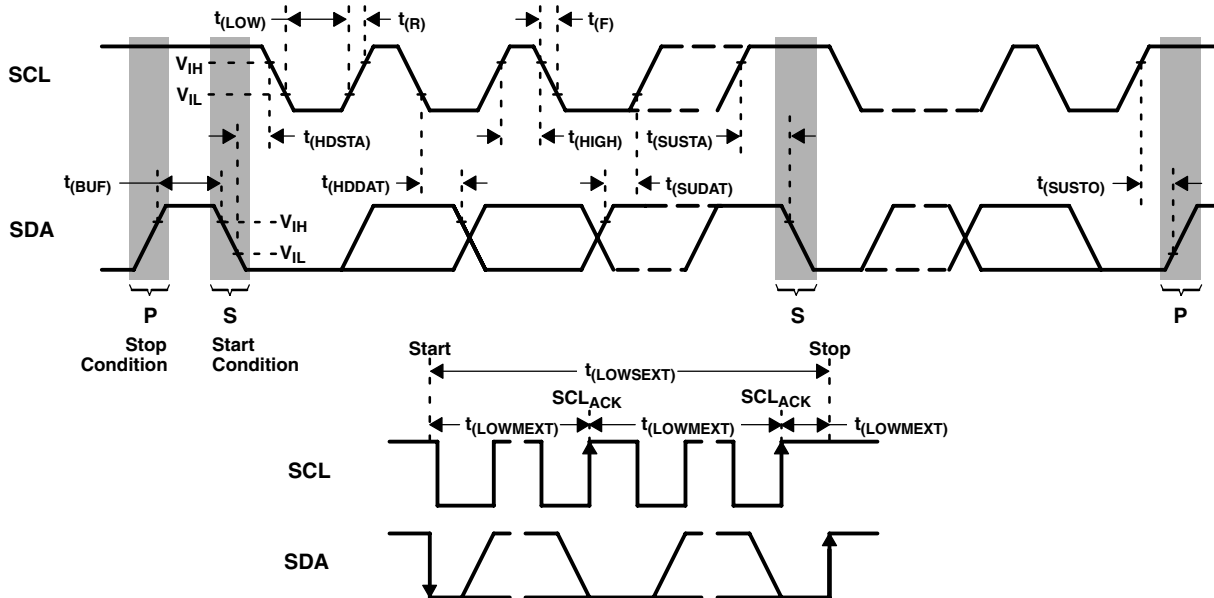 t(LOW) t(R) t(F)
SCL
VIH
VIL
t(HDSTA) t(HIGH) t(SUSTA)
t(BUF) t(HDDAT) t(SUDAT) t(SUSTO)
SDA
VIH
VIL
P S S P
Stop Condition
Start Condition
Start Stop
t(LOWSEXT)
SCLACK SCLACK
t(LOWMEXT) t(LOWMEXT) t(LOWMEXT)
SCL
SDA